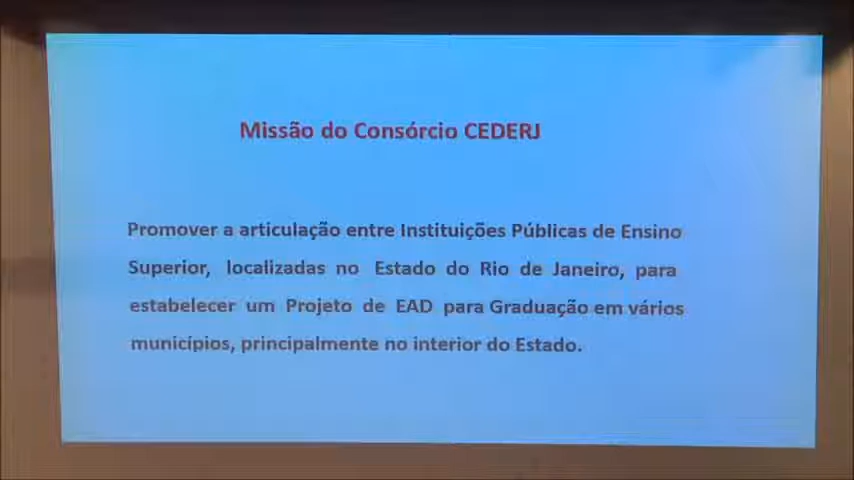 Missão do Consórcio CEDERJ
Promover a articulação entre Instituições Públicas de Ensino
Superior, localizadas no Estado do Rio de Janeiro, para
estabelecer um Projeto de EAD para Graduação em vários
municípios, principalmente no interior do Estado.